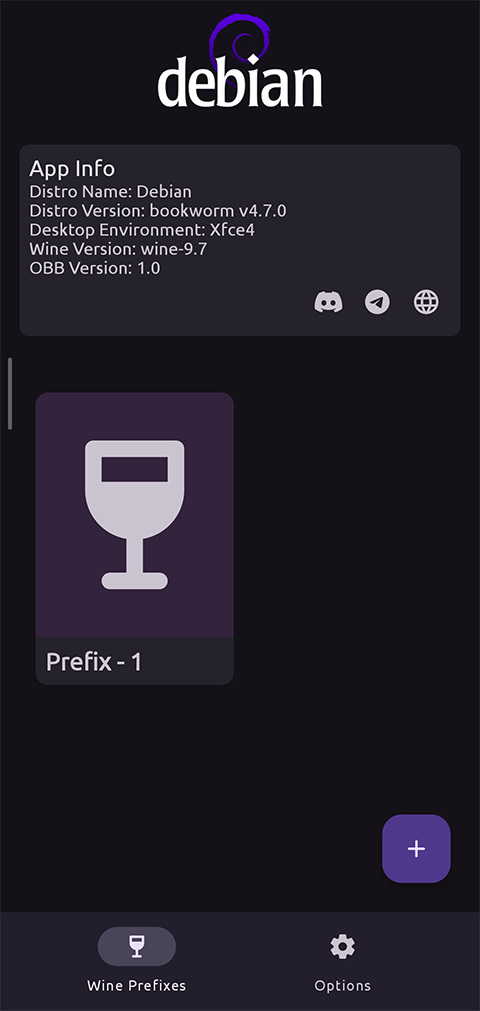 debian
App Info
Distro Name: Debian
Distro Version: bookworm v4.7.0
Desktop Environment: Xfce4
Wine Version: wine-9.7
OBB Version: 1.0
Prefix - 1
Wine Prefixes
Options